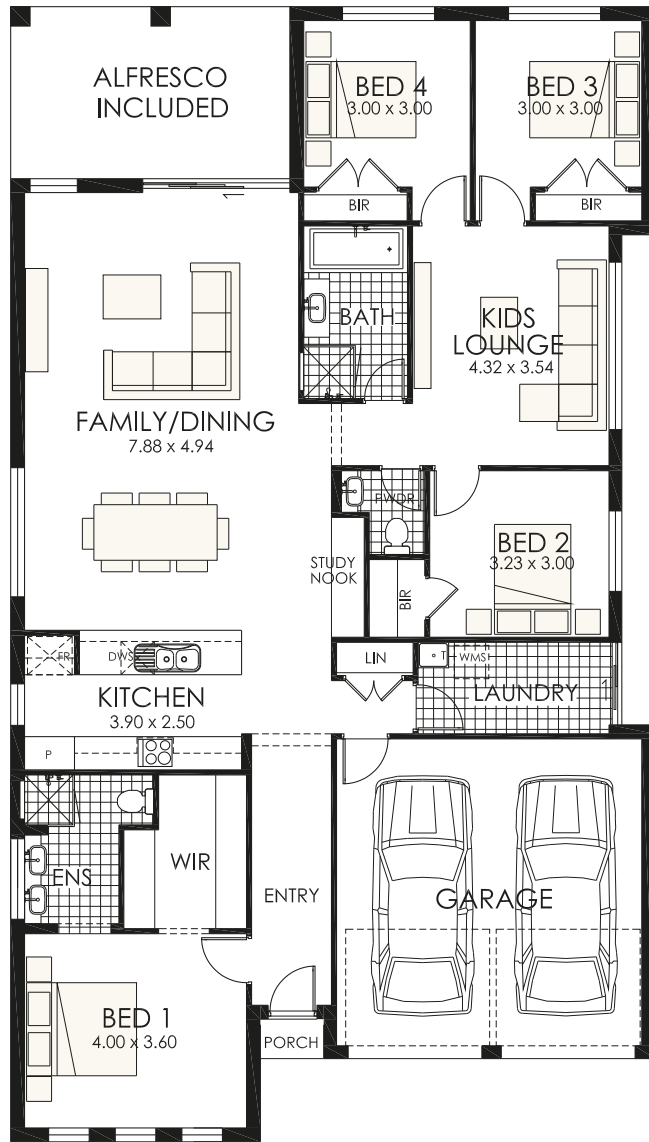 ALFRESCO
INCLUDED
BED 4
3.00 x 3.00
BED 3
3.00 x 3.00
BIR
BIR
BATH
KIDS
LOUNGE
4.32 x 3.54
FAMILY/DINING
7.88 x 4.94
PWDR
STUDY
NOOK
BED 2
3.23 x 3.00
BIR
FR
DWS
LIN
T
WMS
KITCHEN
3.90 x 2.50
LAUNDRY
P
ENS
WIR
ENTRY
GARAGE
BED 1
4.00 x 3.60
PORCH